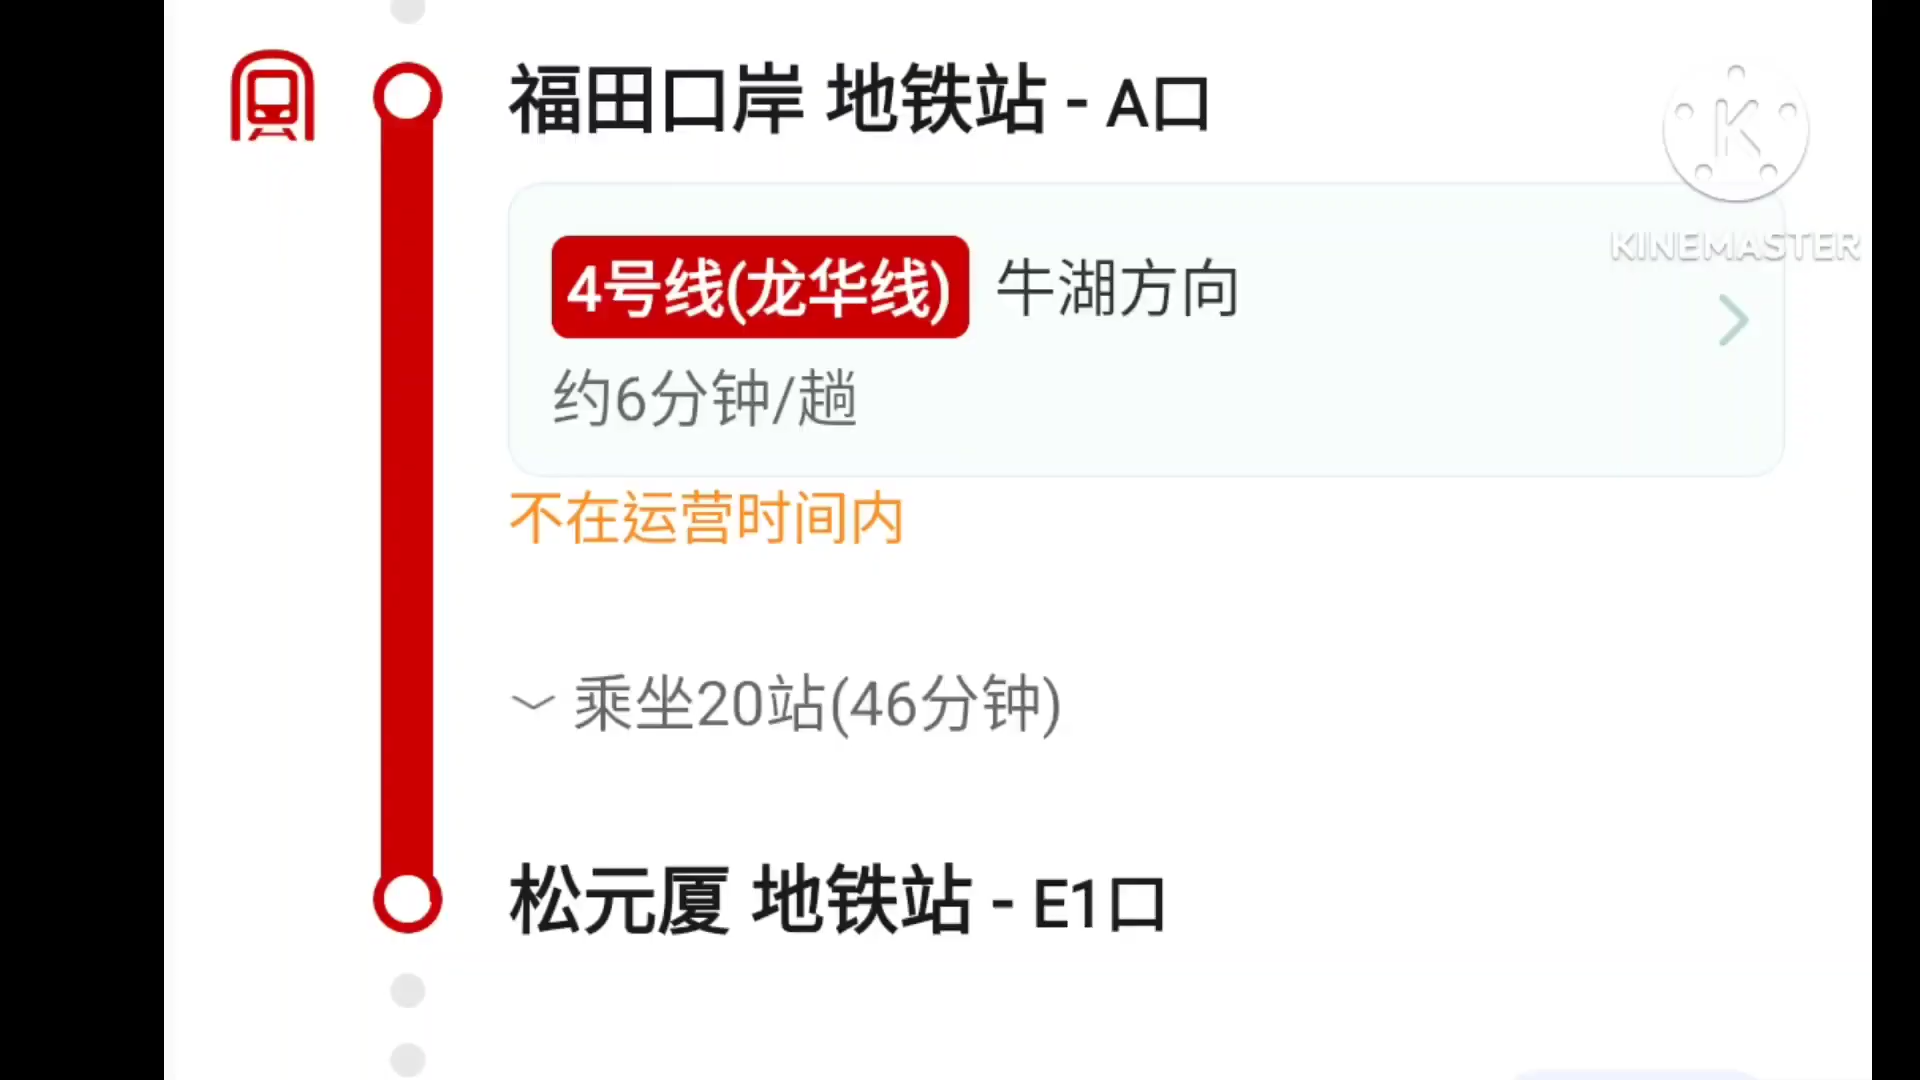 福田口岸 地铁站 - A口
K
KINEMASTER
4号线(龙华线) 牛湖方向
约6分钟/趟
不在运营时间内
乘坐20站(46分钟)
松元厦 地铁站 - E1口